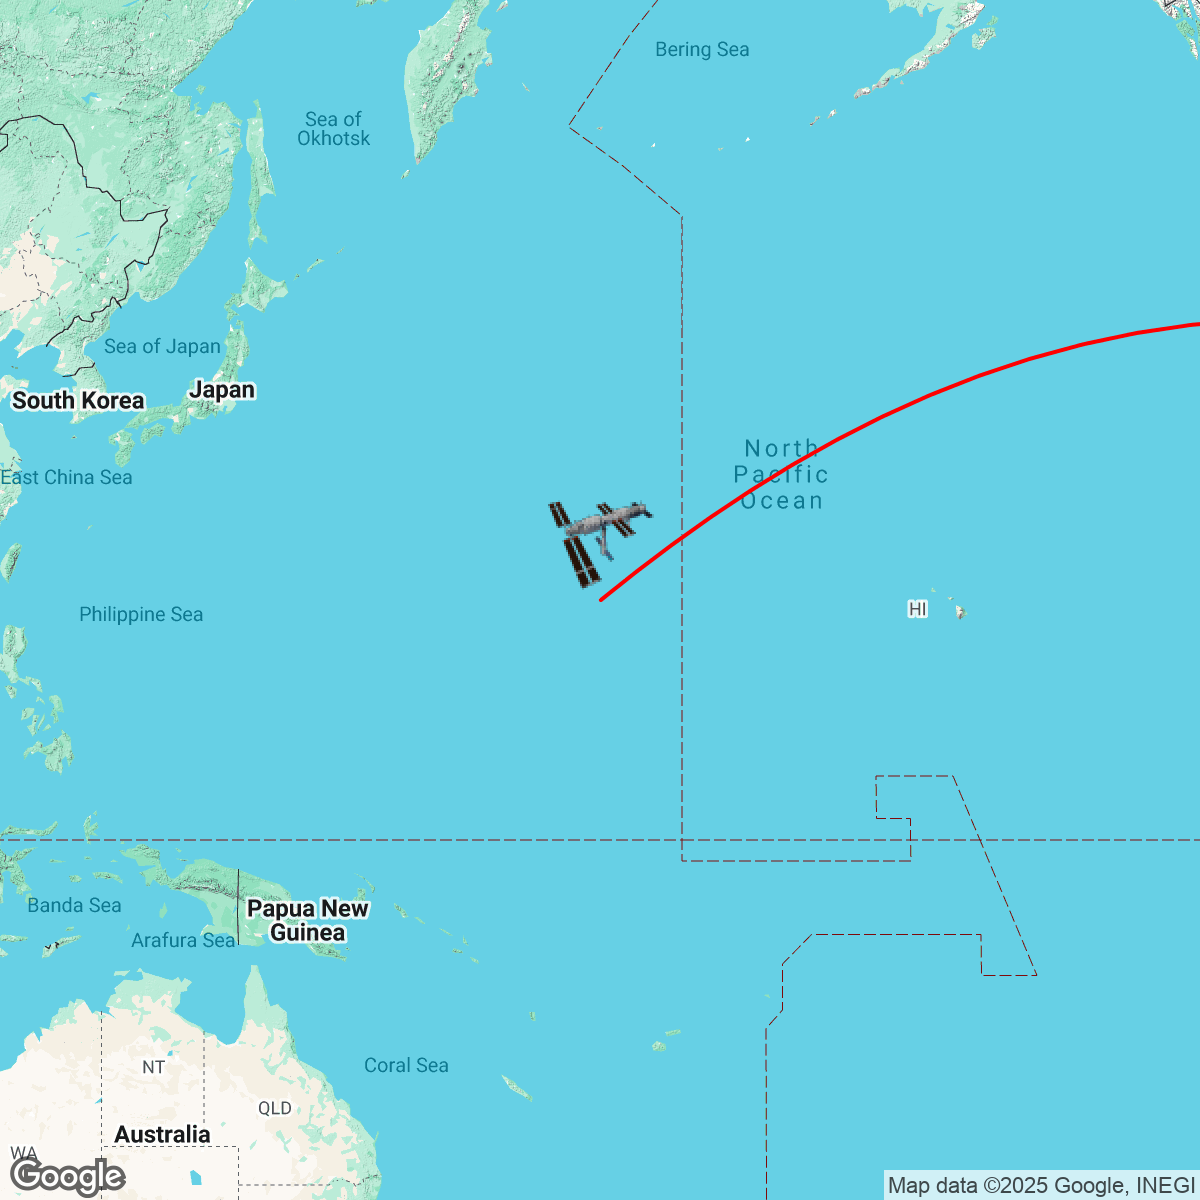 Bering Sea
Sea of
Okhotsk
Sea of Japan
Japan
South Korea
North
Pacific
Ocean
East China Sea
HI
Philippine Sea
Banda Sea
Papua New
Guinea
Arafura Sea
Coral Sea
NT
QLD
Australia
WA
Google
Map data ©2025 Google, INEGI